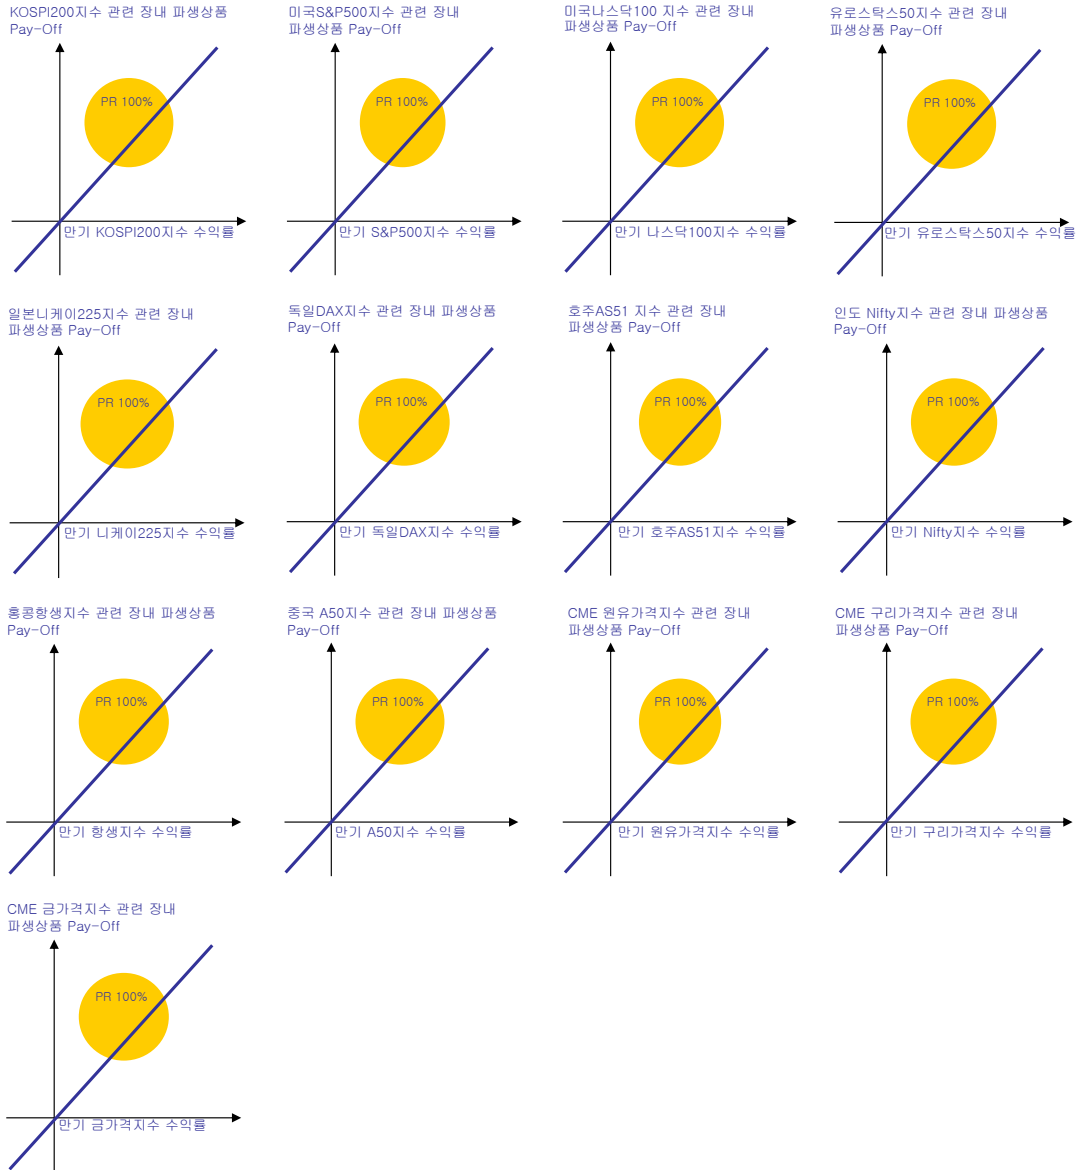 KOSPI200지수 관련 장내 파생상품
Pay-Off
PR 100%
만기 KOSPI200지수 수익률
미국S&P500지수 관련 장내
파생상품 Pay-Off
PR 100%
만기 S&P500지수 수익률
미국나스닥100 지수 관련 장내
파생상품 Pay-Off
PR 100%
만기 나스닥100지수 수익률
유로스탁스50지수 관련 장내
파생상품 Pay-Off
PR 100%
만기 유로스탁스50지수 수익률
일본니케이225지수 관련 장내
파생상품 Pay-Off
PR 100%
만기 니케이225지수 수익률
독일DAX지수 관련 장내 파생상품
Pay-Off
PR 100%
만기 독일DAX지수 수익률
호주AS51 지수 관련 장내
파생상품 Pay-Off
PR 100%
만기 호주AS51지수 수익률
인도 Nifty지수 관련 장내 파생상품
Pay-Off
PR 100%
만기 Nifty지수 수익률
홍콩항생지수 관련 장내 파생상품
Pay-Off
PR 100%
만기 항생지수 수익률
중국 A50지수 관련 장내 파생상품
Pay-Off
PR 100%
만기 A50지수 수익률
CME 원유가격지수 관련 장내
파생상품 Pay-Off
PR 100%
만기 원유가격지수 수익률
CME 구리가격지수 관련 장내
파생상품 Pay-Off
PR 100%
만기 구리가격지수 수익률
CME 금가격지수 관련 장내
파생상품 Pay-Off
PR 100%
만기 금가격지수 수익률